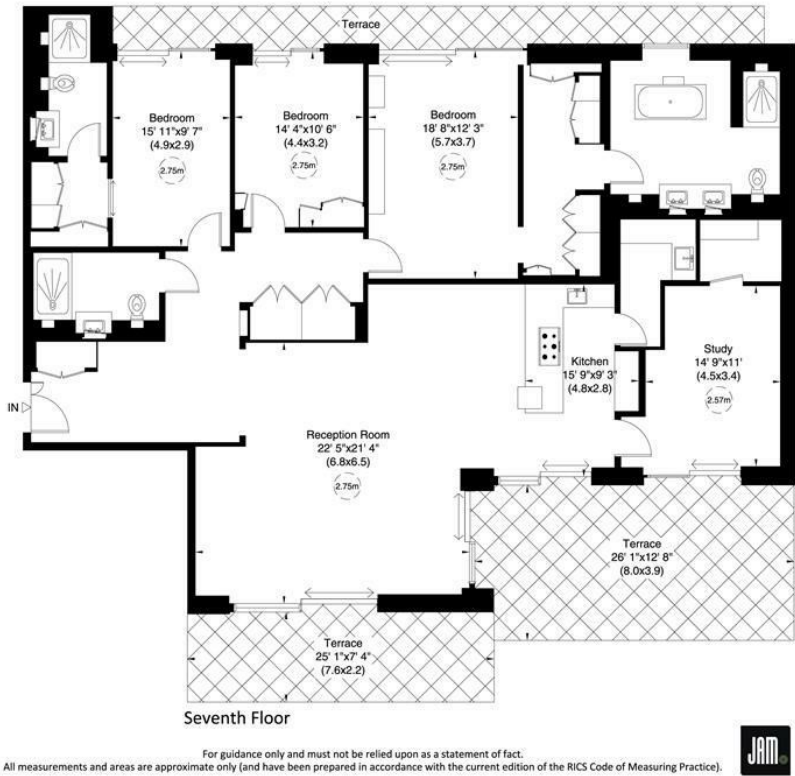 Terrace
Bedroom
15' 11"x9' 7"
(4.9x2.9)
2.75m
Bedroom
14' 4"x10' 6"
(4.4x3.2)
2.75m
Bedroom
18' 8"x12' 3"
(5.7x3.7)
2.75m
IN
Kitchen
15' 9"x9' 3"
(4.8x2.8)
Study
14' 9"x11'
(4.5x3.4)
2.57m
Reception Room
22' 5"x21' 4"
(6.8x6.5)
2.75m
Terrace
26' 1"x12' 8"
(8.0x3.9)
Terrace
25' 1"x7' 4"
(7.6x2.2)
Seventh Floor
For guidance only and must not be relied upon as a statement of fact.
All measurements and areas are approximate only (and have been prepared in accordance with the current edition of the RICS Code of Measuring Practice).
JAM